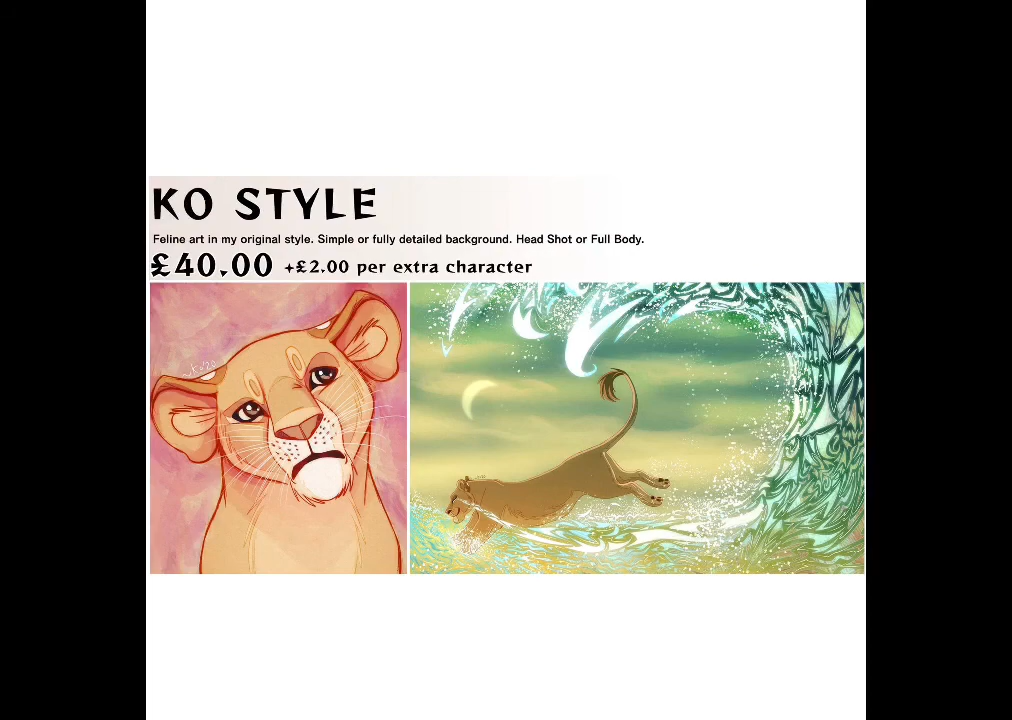 KO STYLE
Feline art in my original style. Simple or fully detailed background. Head Shot or Full Body.
£40.00 +£2.00 per extra character